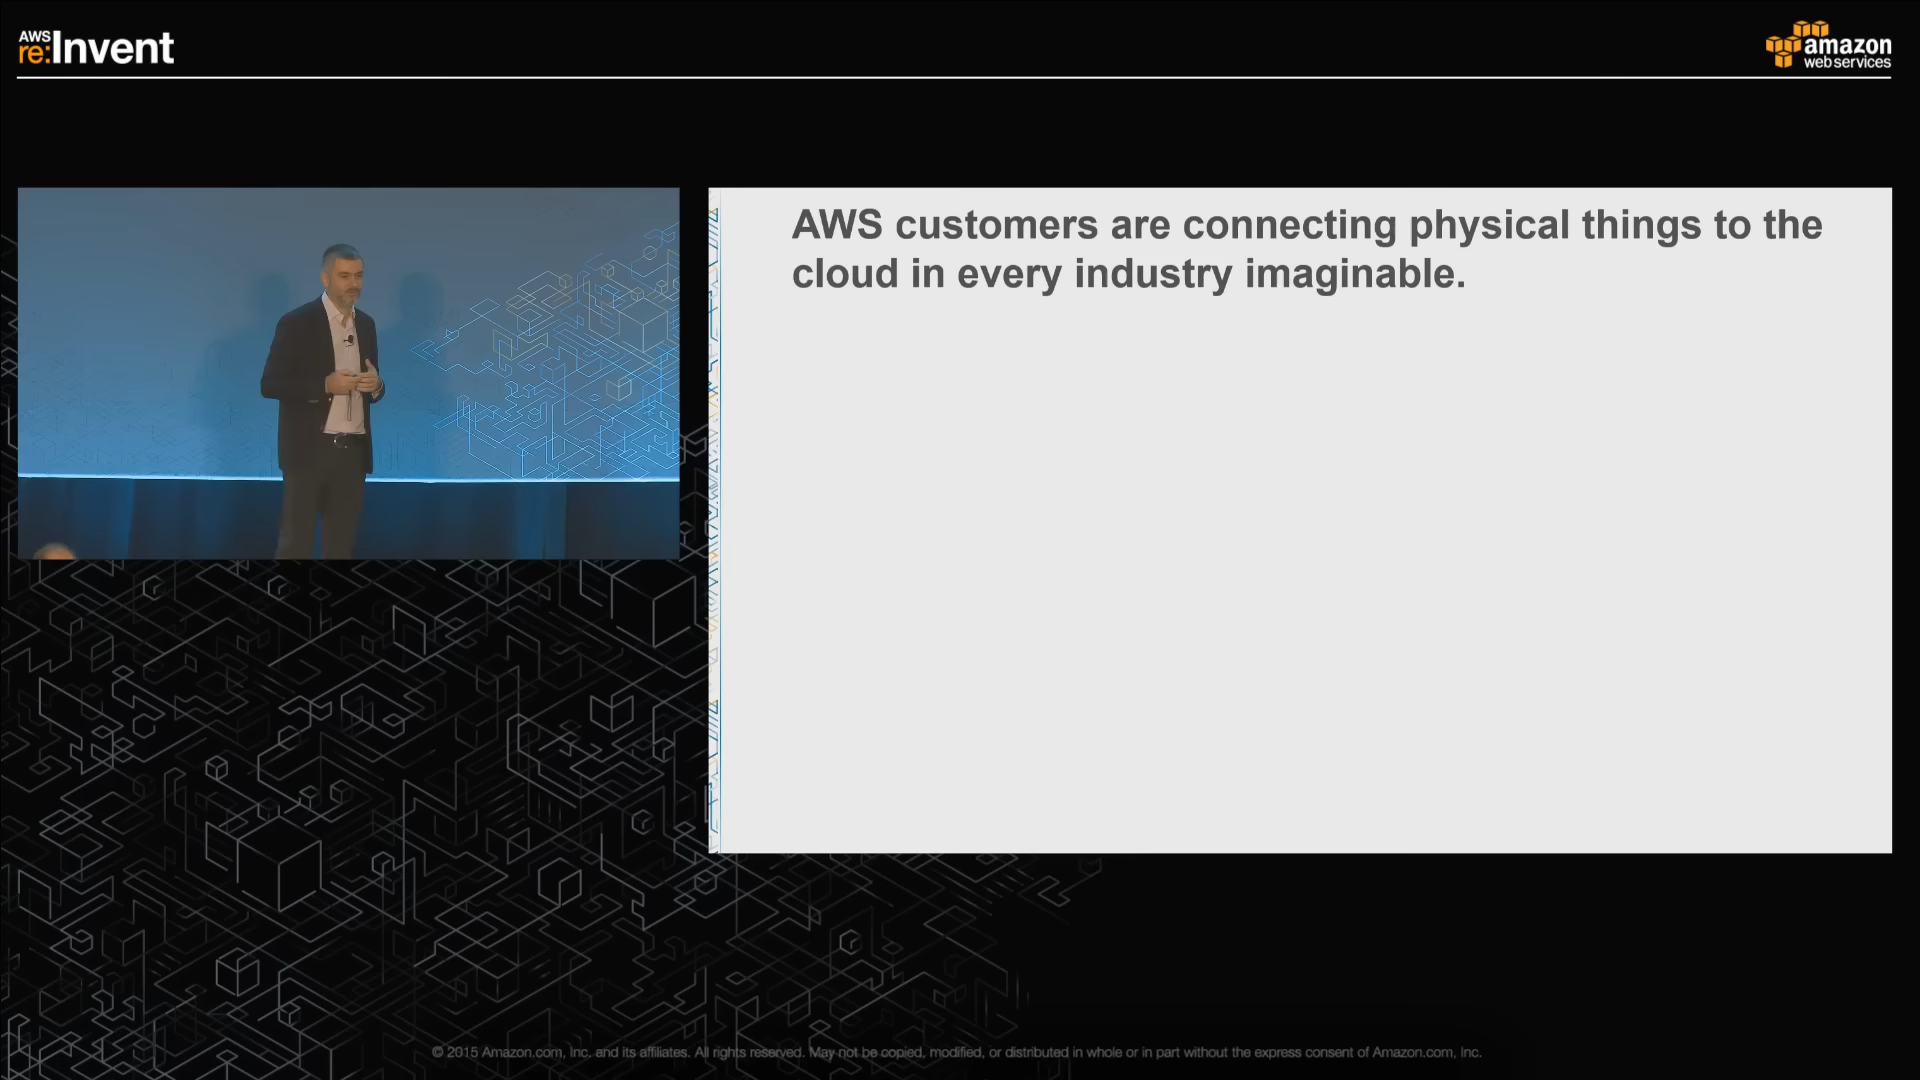 AWS
re:Invent
amazon
web services
AWS customers are connecting physical things to the
cloud in every industry imaginable.
© 2015 Amazon.com, Inc. and its affiliates. All rights reserved. May not be copied, modified, or distributed in whole or in part without the express consent of Amazon.com, Inc.